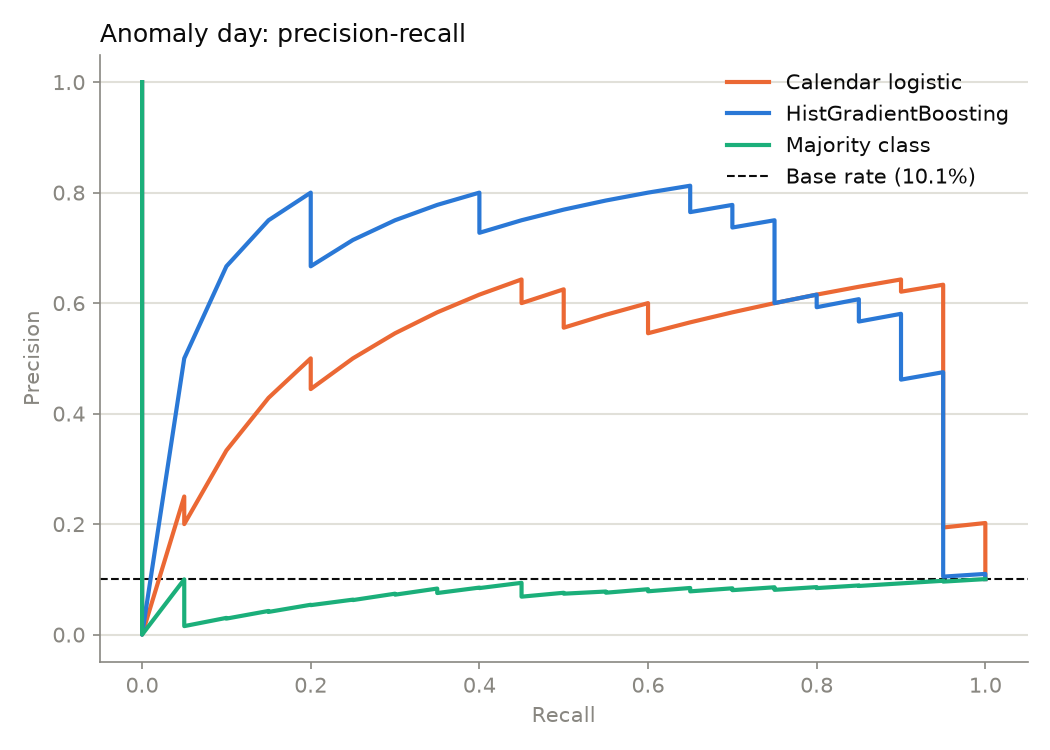 Anomaly day: precision-recall
Calendar logistic
HistGradientBoosting
Majority class
Base rate (10.1%)
Precision
1.0
0.8
0.6
0.4
0.2
0.0
0.0 0.2 0.4 0.6 0.8 1.0
Recall